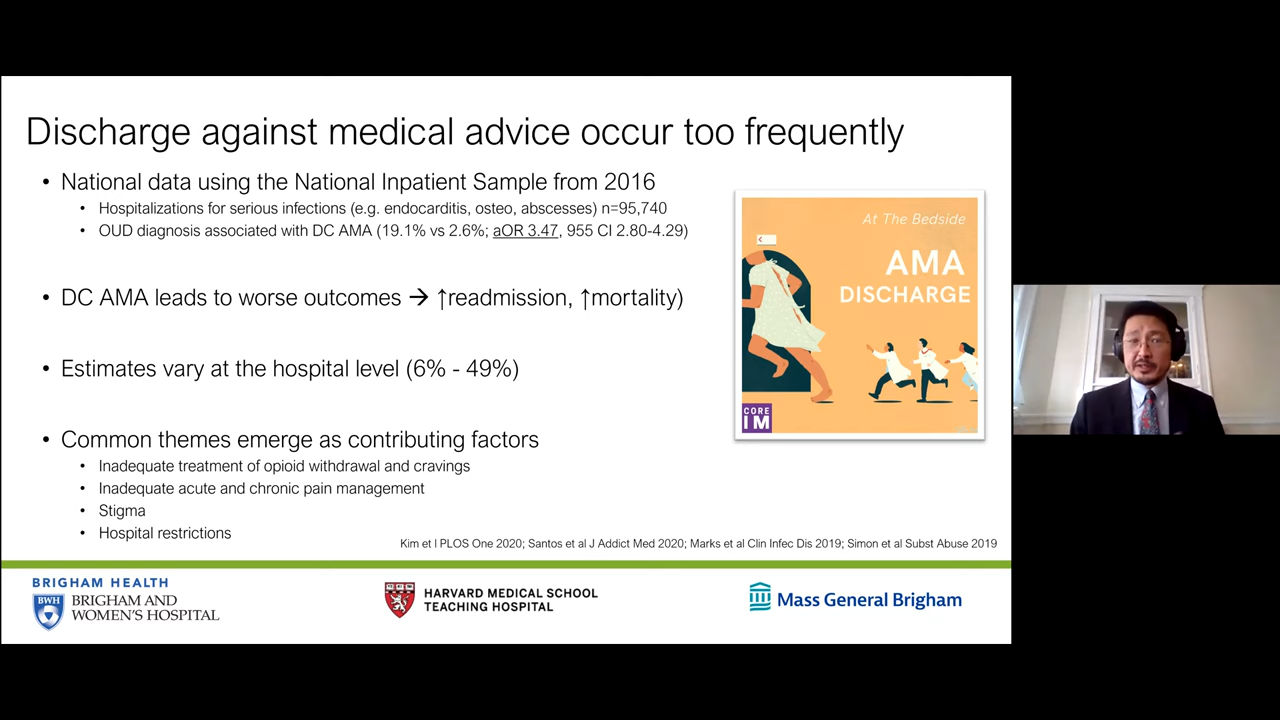 Discharge against medical advice occur too frequently
• National data using the National Inpatient Sample from 2016
• Hospitalizations for serious infections (e.g. endocarditis, osteo, abscesses) n=95,740
• OUD diagnosis associated with DC AMA (19.1% vs 2.6%; aOR 3.47, 955 CI 2.80-4.29)
• DC AMA leads to worse outcomes → ↑readmission, ↑mortality)
• Estimates vary at the hospital level (6% - 49%)
• Common themes emerge as contributing factors
• Inadequate treatment of opioid withdrawal and cravings
• Inadequate acute and chronic pain management
• Stigma
• Hospital restrictions
At The Bedside
AMA
DISCHARGE
CORE
IM
Kim et l PLOS One 2020; Santos et al J Addict Med 2020; Marks et al Clin Infec Dis 2019; Simon et al Subst Abuse 2019
BRIGHAM HEALTH
BWH
BRIGHAM AND
WOMEN'S HOSPITAL
HARVARD MEDICAL SCHOOL
TEACHING HOSPITAL
Mass General Brigham